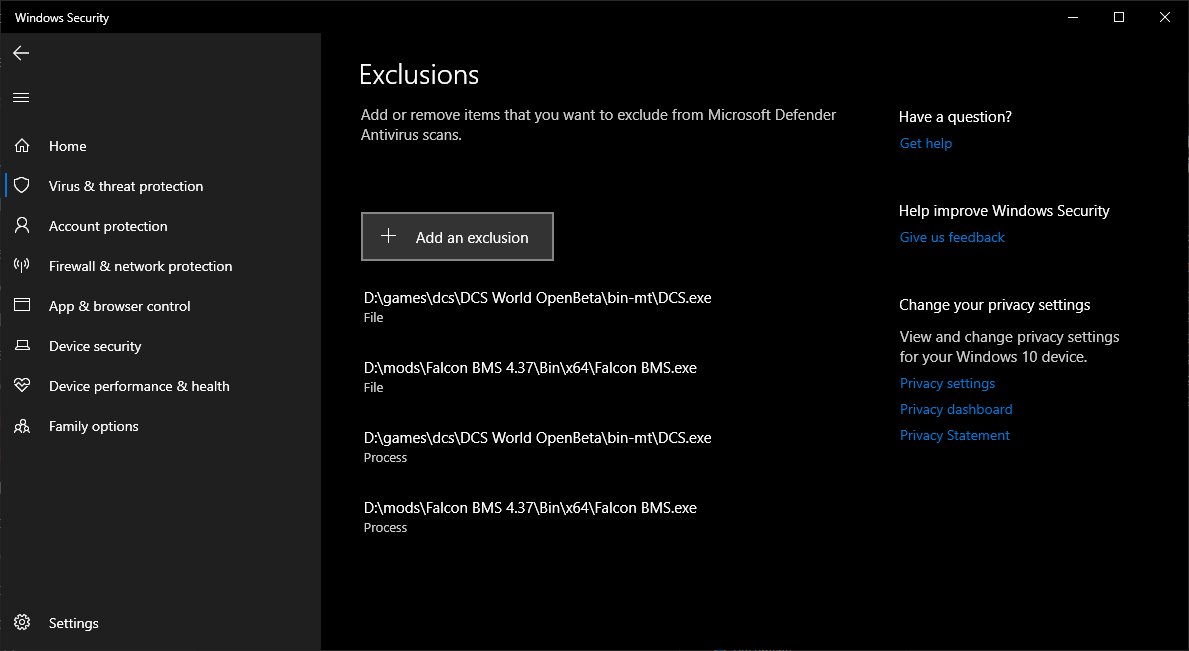 Windows Security
Home
Virus & threat protection
Account protection
Firewall & network protection
App & browser control
Device security
Device performance & health
Family options
Settings
Exclusions
Add or remove items that you want to exclude from Microsoft Defender
Antivirus scans.
Add an exclusion
D:\games\dcs\DCS World OpenBeta\bin-mt\DCS.exe
File
D:\mods\Falcon BMS 4.37\Bin\x64\Falcon BMS.exe
File
D:\games\dcs\DCS World OpenBeta\bin-mt\DCS.exe
Process
D:\mods\Falcon BMS 4.37\Bin\x64\Falcon BMS.exe
Process
Have a question?
Get help
Help improve Windows Security
Give us feedback
Change your privacy settings
View and change privacy settings
for your Windows 10 device.
Privacy settings
Privacy dashboard
Privacy Statement